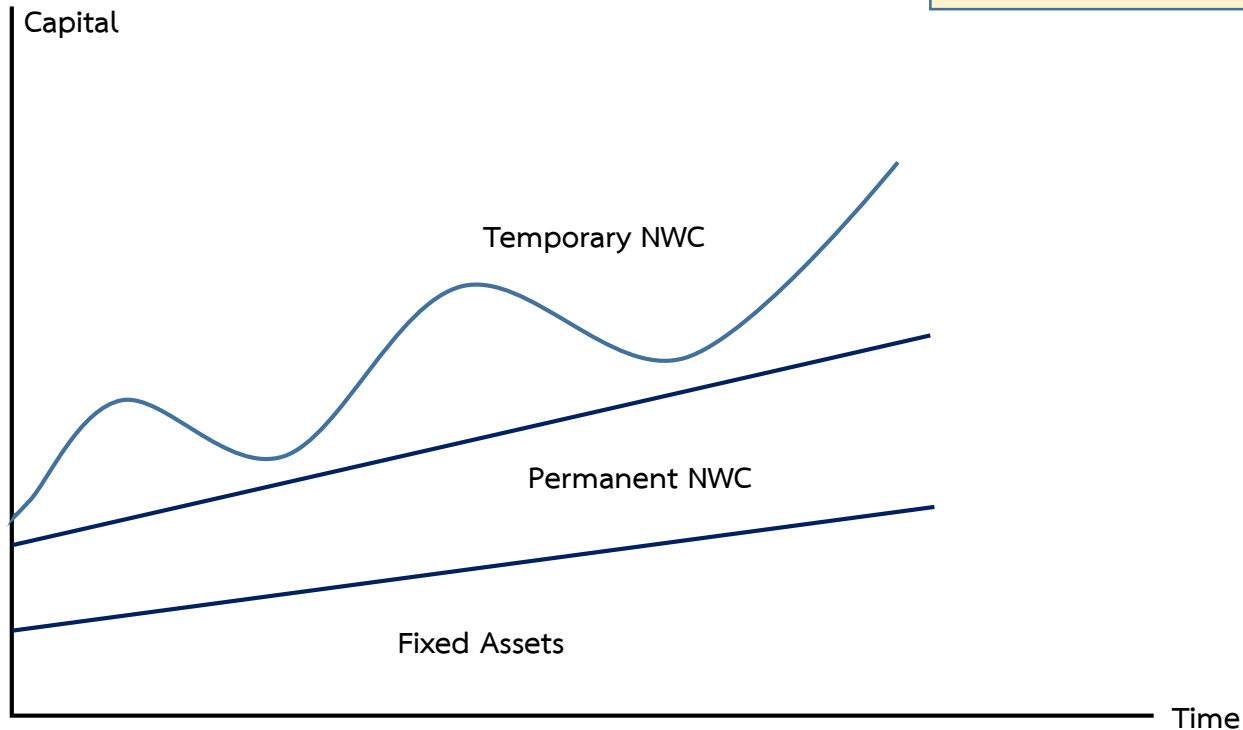 Capital
Temporary NWC
Permanent NWC
Fixed Assets
Time